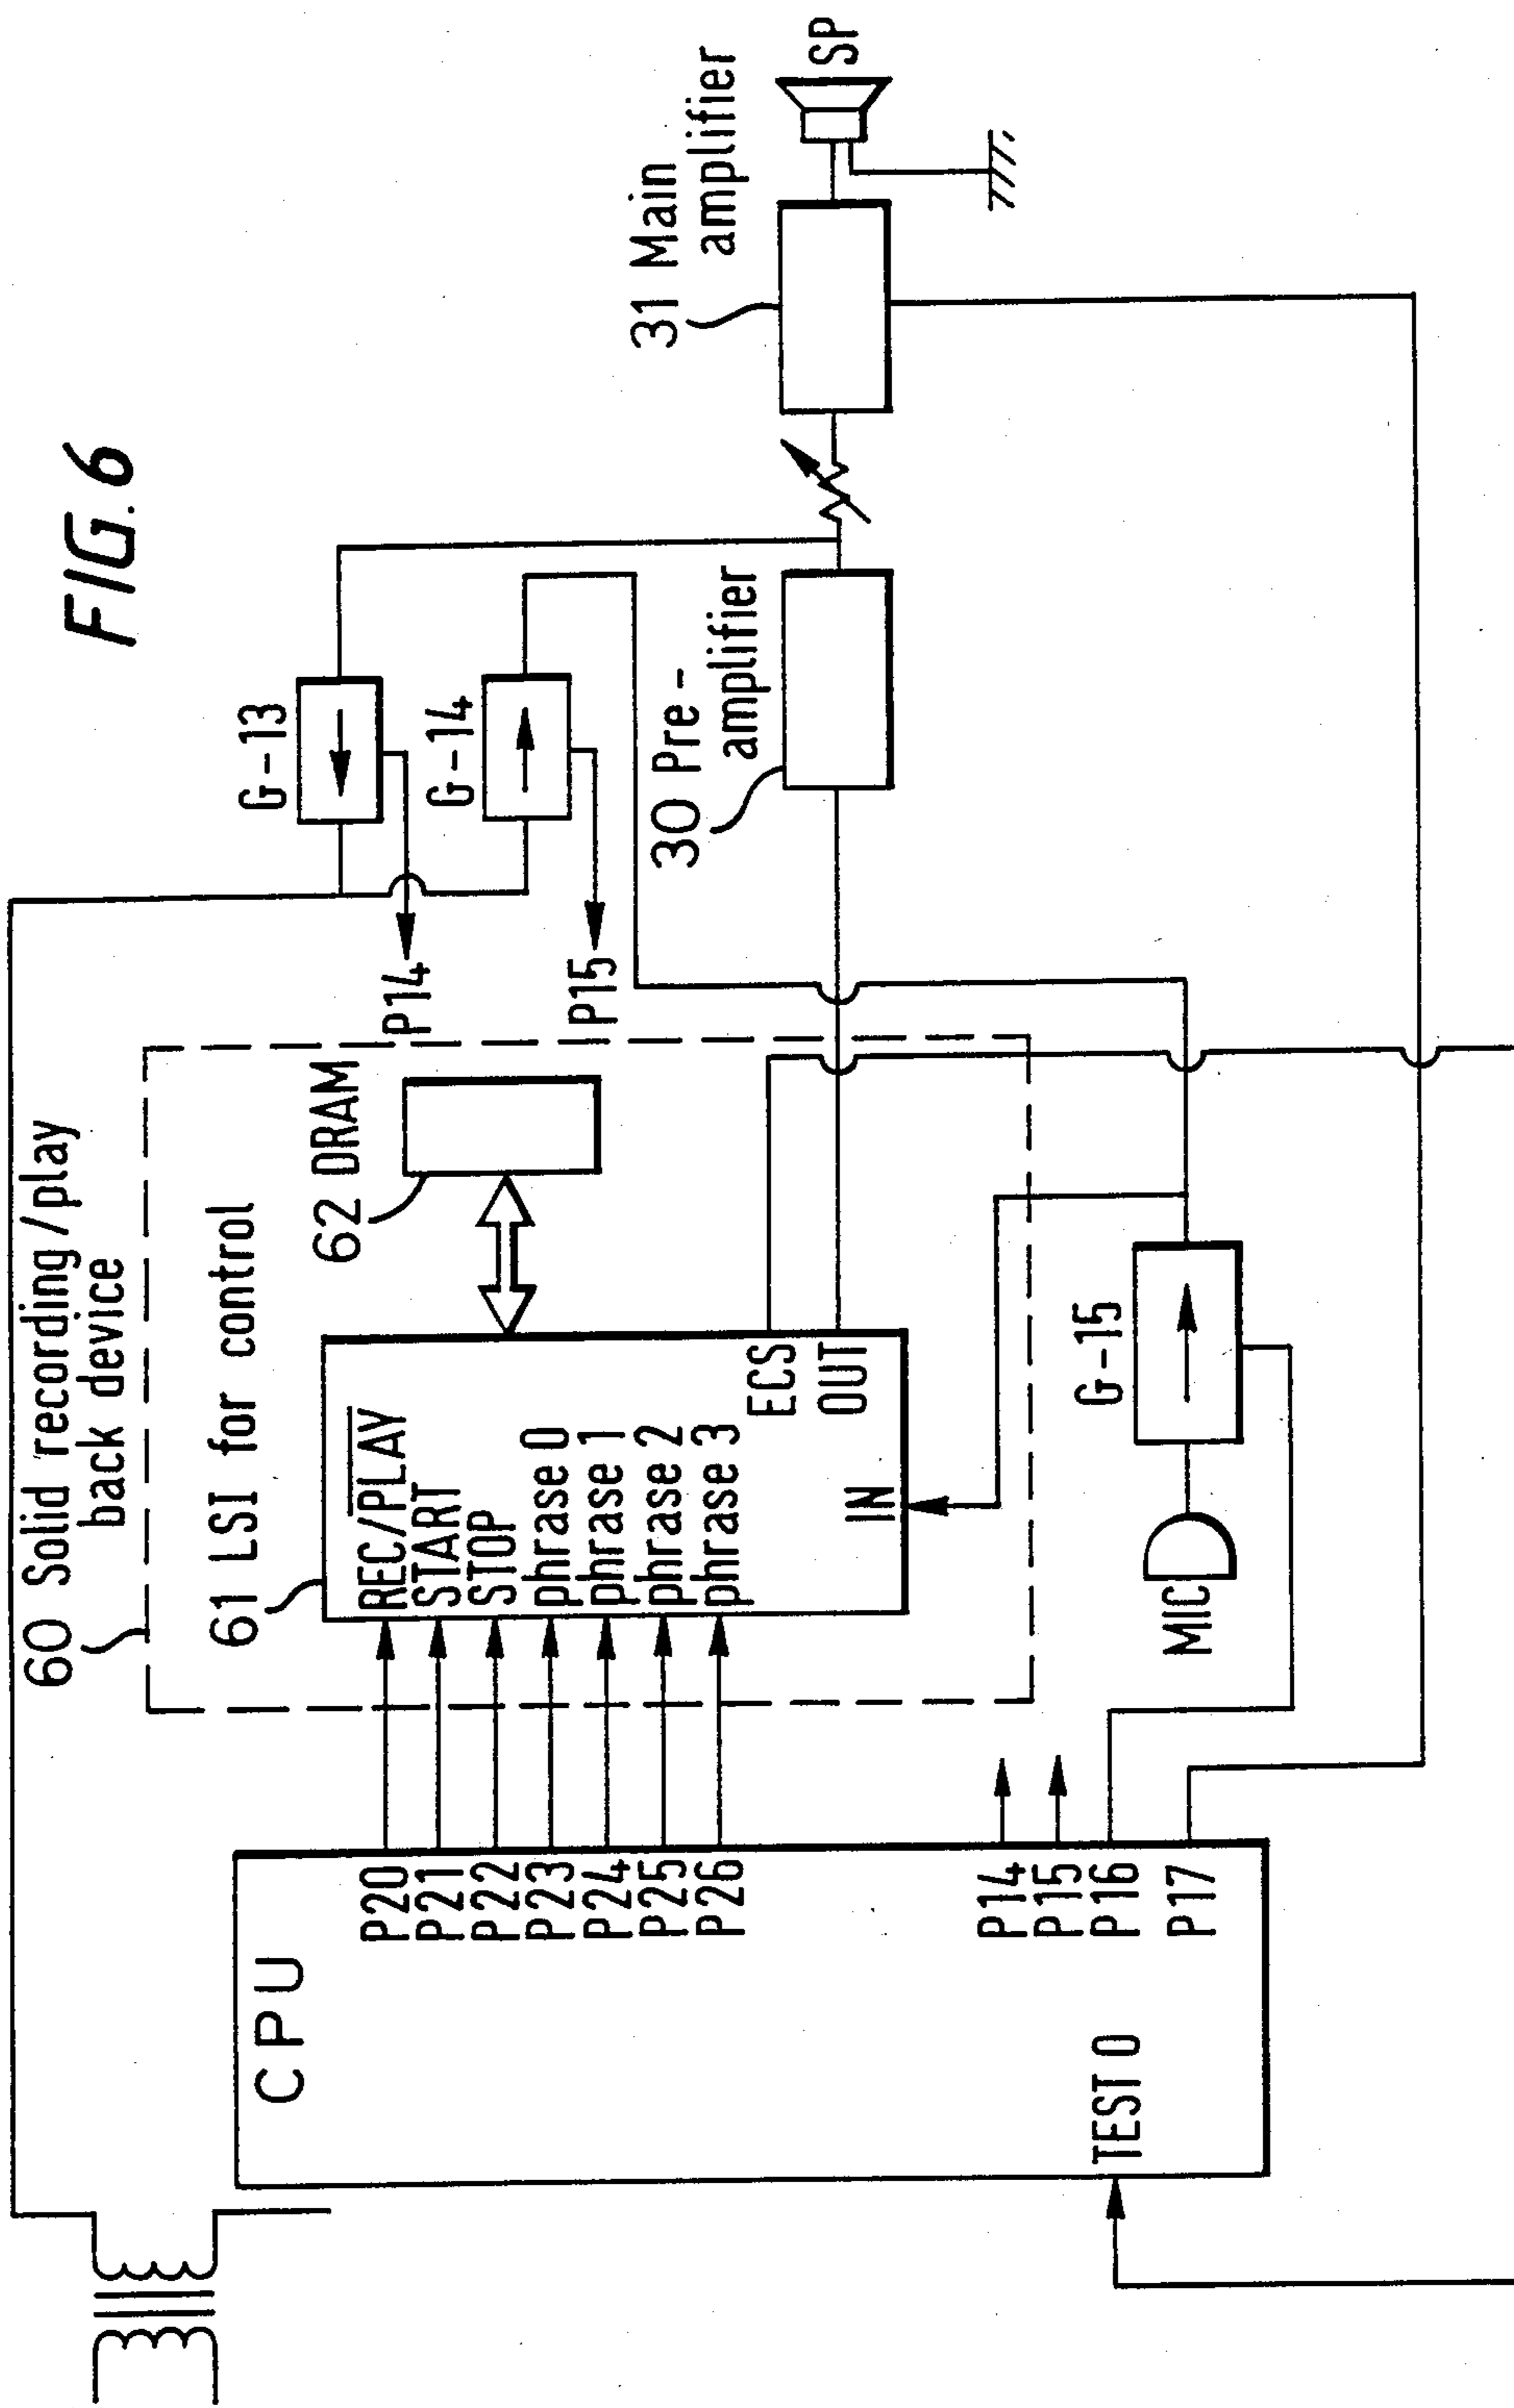 FIG. 6
60 Solid recording/play
back device
61 LSI for control
62 DRAM
G-13
G-14
P14
P15
30 Pre-
amplifier
31 Main
amplifier
SP
CPU
P20
P21
P22
P23
P24
P25
P26
P14
P15
P16
P17
TEST 0
REC/PLAY
START
STOP
phrase 0
phrase 1
phrase 2
phrase 3
ECS
OUT
IN
G-15
MIC